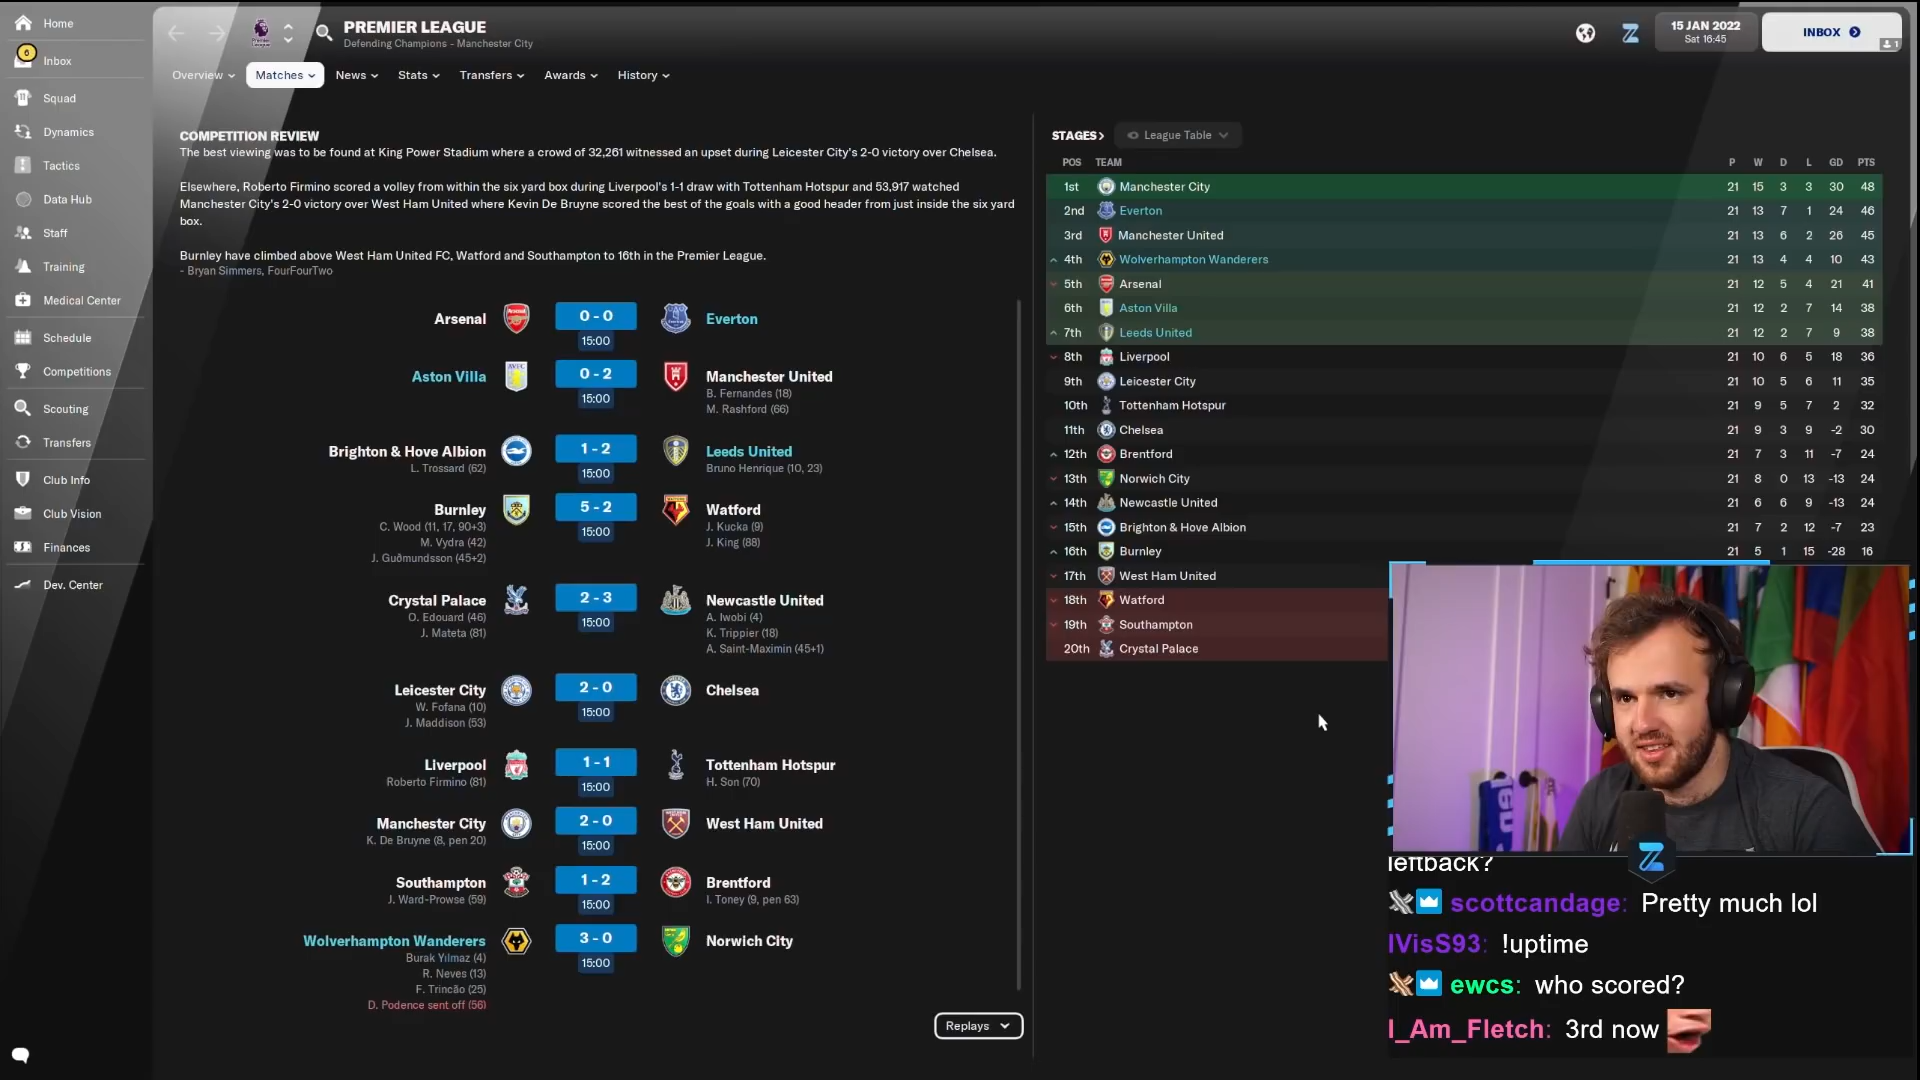 Home
Inbox
6
Squad
Dynamics
Tactics
Data Hub
Staff
Training
Medical Center
Schedule
Competitions
Scouting
Transfers
Club Info
Club Vision
Finances
Dev. Center
PREMIER LEAGUE
Defending Champions - Manchester City
15 JAN 2022
Sat 16:45
INBOX
1
Overview
Matches
News
Stats
Transfers
Awards
History
COMPETITION REVIEW
The best viewing was to be found at King Power Stadium where a crowd of 32,261 witnessed an upset during Leicester City's 2-0 victory over Chelsea.
Elsewhere, Roberto Firmino scored a volley from within the six yard box during Liverpool's 1-1 draw with Tottenham Hotspur and 53,917 watched
Manchester City's 2-0 victory over West Ham United where Kevin De Bruyne scored the best of the goals with a good header from just inside the six yard
box.
Burnley have climbed above West Ham United FC, Watford and Southampton to 16th in the Premier League.
- Bryan Simmers, FourFourTwo
Arsenal 0 - 0 Everton
15:00
Aston Villa 0 - 2 Manchester United
15:00 B. Fernandes (18)
M. Rashford (66)
Brighton & Hove Albion 1 - 2 Leeds United
L. Trossard (62) 15:00 Bruno Henrique (10, 23)
Burnley 5 - 2 Watford
C. Wood (11, 17, 90+3) 15:00 J. Kucka (9)
M. Vydra (42) J. King (88)
J. Guðmundsson (45+2)
Crystal Palace 2 - 3 Newcastle United
O. Edouard (46) 15:00 A. Iwobi (4)
J. Mateta (81) K. Trippier (18)
A. Saint-Maximin (45+1)
Leicester City 2 - 0 Chelsea
W. Fofana (10) 15:00
J. Maddison (53)
Liverpool 1 - 1 Tottenham Hotspur
Roberto Firmino (81) 15:00 H. Son (70)
Manchester City 2 - 0 West Ham United
K. De Bruyne (8, pen 20) 15:00
Southampton 1 - 2 Brentford
J. Ward-Prowse (59) 15:00 I. Toney (9, pen 63)
Wolverhampton Wanderers 3 - 0 Norwich City
Burak Yılmaz (4) 15:00
R. Neves (13)
F. Trincão (25)
D. Podence sent off (56)
Replays
STAGES> League Table
POS TEAM P W D L GD PTS
1st Manchester City 21 15 3 3 30 48
2nd Everton 21 13 7 1 24 46
3rd Manchester United 21 13 6 2 26 45
4th Wolverhampton Wanderers 21 13 4 4 10 43
5th Arsenal 21 12 5 4 21 41
6th Aston Villa 21 12 2 7 14 38
7th Leeds United 21 12 2 7 9 38
8th Liverpool 21 10 6 5 18 36
9th Leicester City 21 10 5 6 11 35
10th Tottenham Hotspur 21 9 5 7 2 32
11th Chelsea 21 9 3 9 -2 30
12th Brentford 21 7 3 11 -7 24
13th Norwich City 21 8 0 13 -13 24
14th Newcastle United 21 6 6 9 -13 24
15th Brighton & Hove Albion 21 7 2 12 -7 23
16th Burnley 21 5 1 15 -28 16
17th West Ham United
18th Watford
19th Southampton
20th Crystal Palace
leftback?
scottcandage: Pretty much lol
IVisS93: !uptime
ewcs: who scored?
I_Am_Fletch: 3rd now